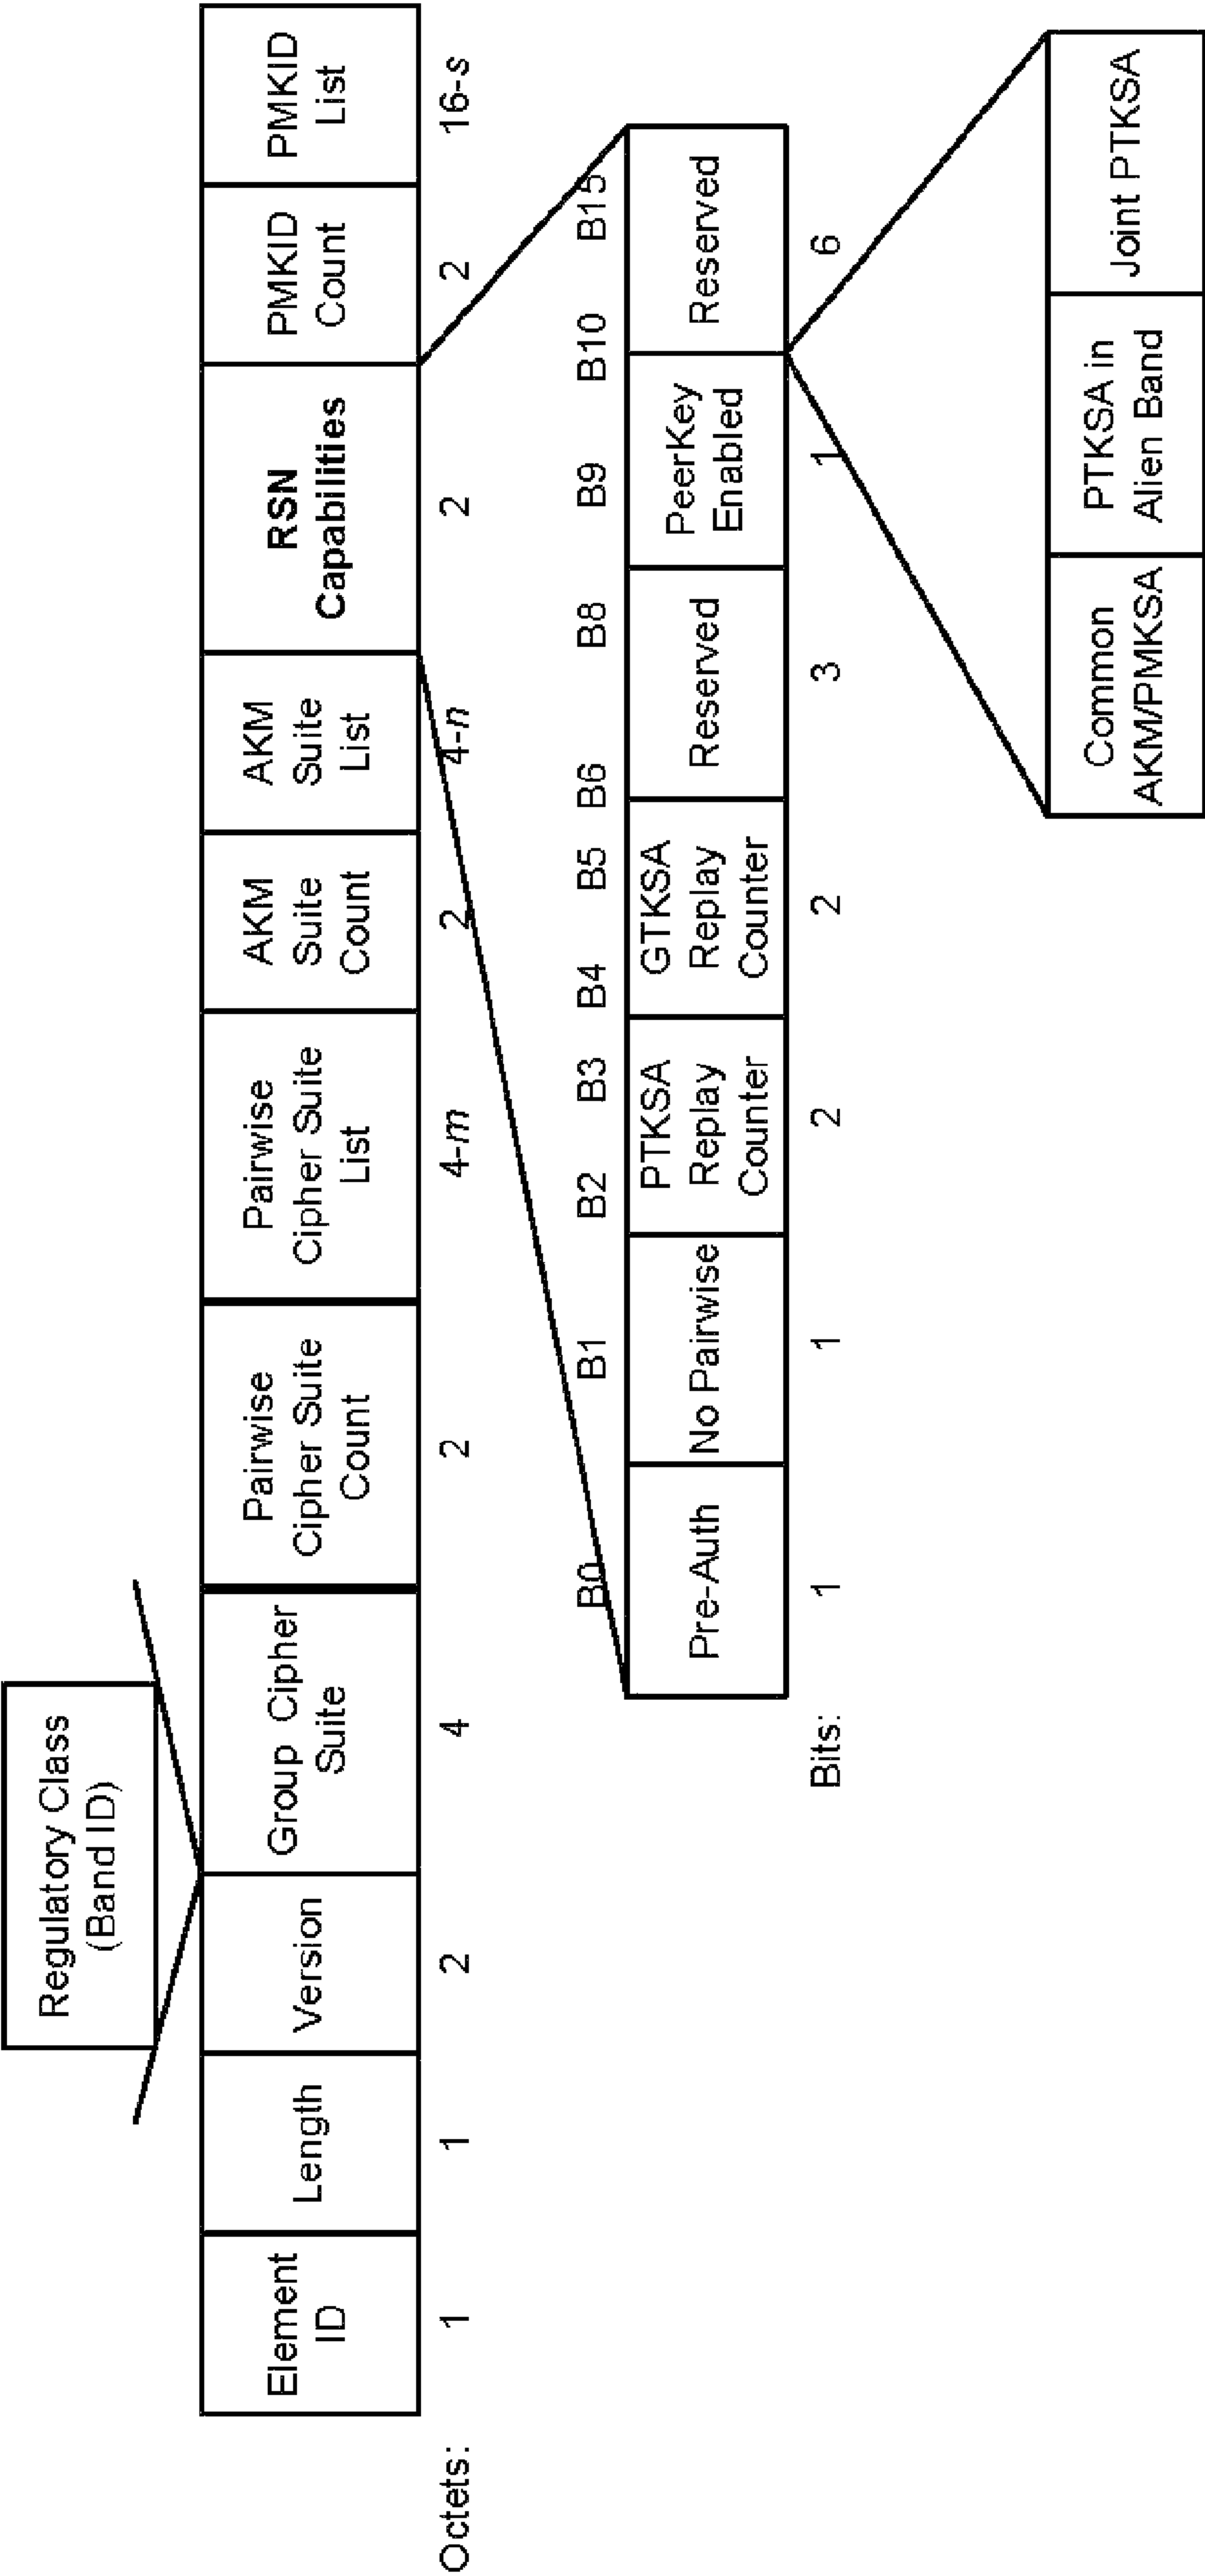 Regulatory Class
(Band ID)
Element
ID
Length
Version
Group Cipher
Suite
Pairwise
Cipher Suite
Count
Pairwise
Cipher Suite
List
AKM
Suite
Count
AKM
Suite
List
RSN
Capabilities
PMKID
Count
PMKID
List
Octets: 1 1 2 4 2 4-m 2 4-n 2 2 16-s
B0 B1 B2 B3 B4 B5 B6 B8 B9 B10 B15
Pre-Auth
No Pairwise
PTKSA
Replay
Counter
GTKSA
Replay
Counter
Reserved
PeerKey
Enabled
Reserved
Bits: 1 1 2 2 3 1 6
Common
AKM/PMKSA
PTKSA in
Alien Band
Joint PTKSA